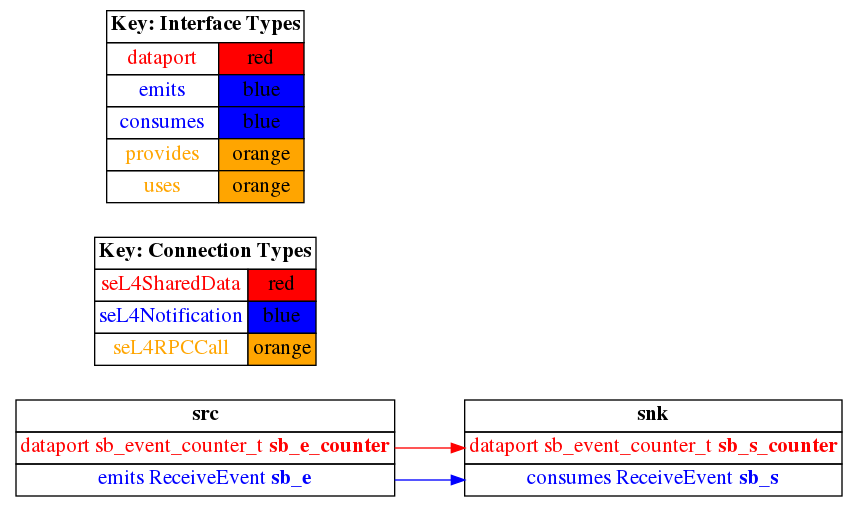 Key: Interface Types
dataport red
emits blue
consumes blue
provides orange
uses orange
Key: Connection Types
seL4SharedData red
seL4Notification blue
seL4RPCCall orange
src
dataport sb_event_counter_t sb_e_counter
emits ReceiveEvent sb_e
snk
dataport sb_event_counter_t sb_s_counter
consumes ReceiveEvent sb_s